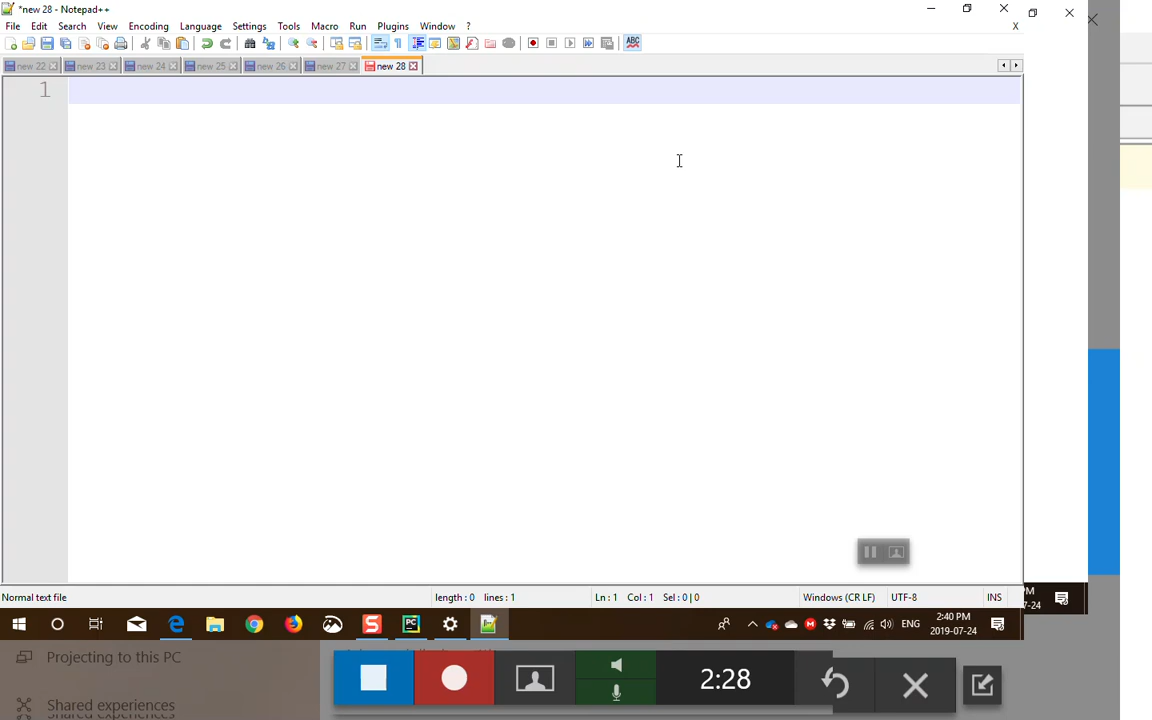 *new 28 - Notepad++
File Edit Search View Encoding Language Settings Tools Macro Run Plugins Window ? X
ABC
new 22 new 23 new 24 new 25 new 26 new 27 new 28
1
Normal text file length : 0 lines : 1 Ln : 1 Col : 1 Sel : 0 | 0 Windows (CR LF) UTF-8 INS
PC ENG 2:40 PM
2019-07-24
Projecting to this PC
2:28
Shared experiences